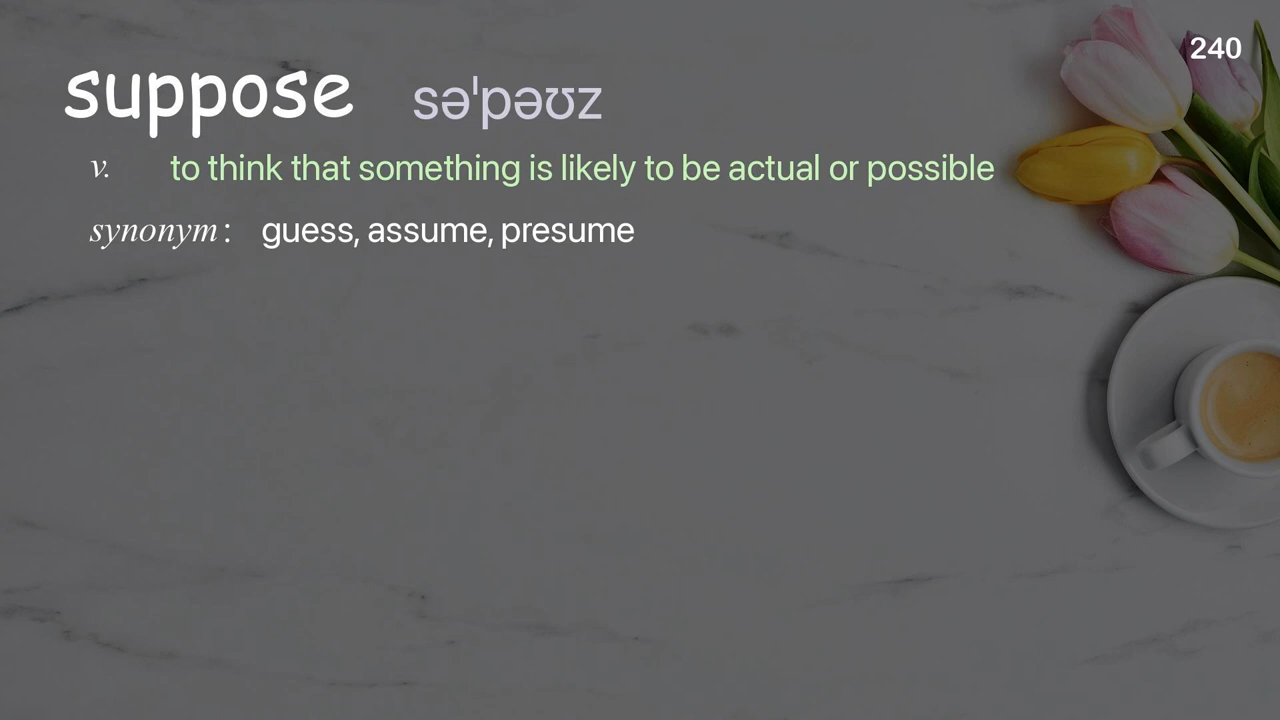 240
suppose səˈpəʊz
v. to think that something is likely to be actual or possible
synonym : guess, assume, presume